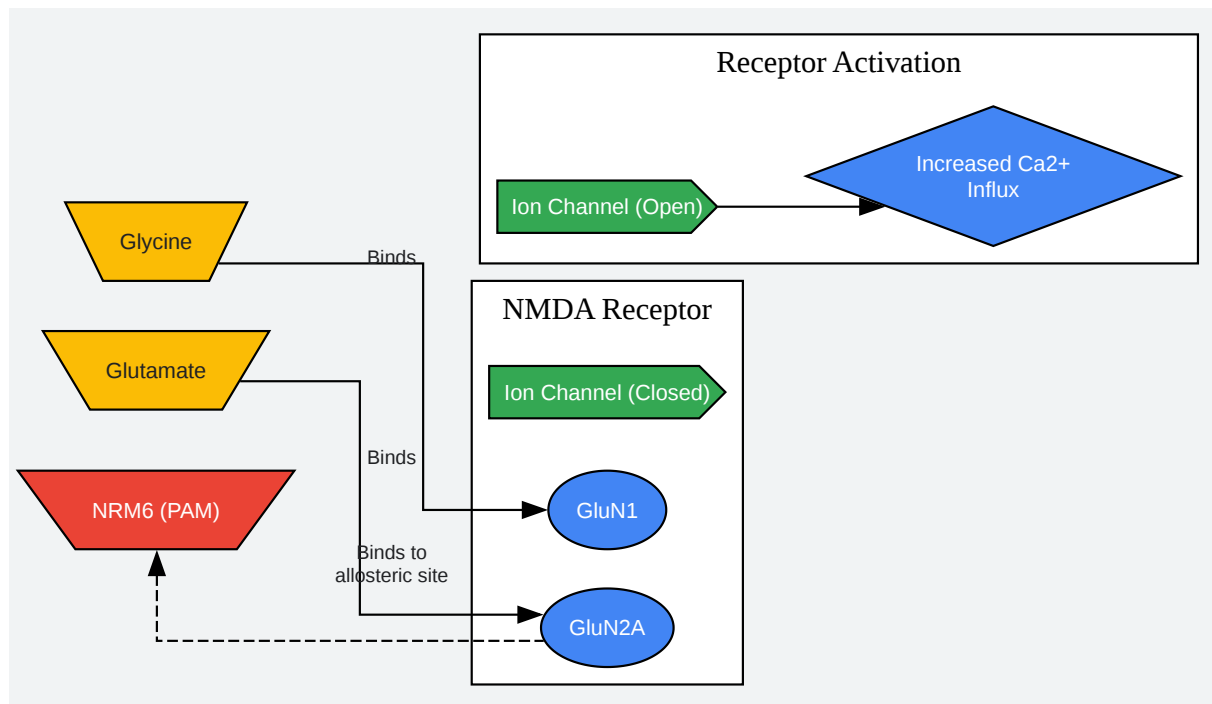 Receptor Activation
Increased Ca2+
Influx
Ion Channel (Open)
Glycine
Binds
NMDA Receptor
Glutamate
Ion Channel (Closed)
Binds
NRM6 (PAM)
GluN1
Binds to
allosteric site
GluN2A